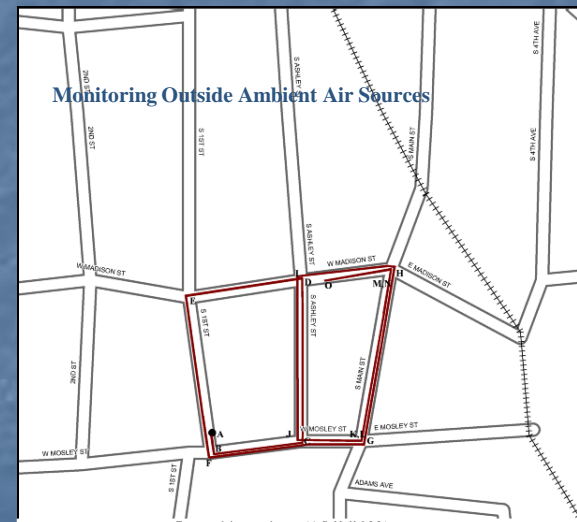 S 4TH AVE
S ASHLEY ST
2ND ST
Monitoring Outside Ambient Air Sources
2ND ST
S 1ST ST
S MAIN ST
S 4TH AVE
S ASHLEY ST
W MADISON ST
W MADISON ST
E MADISON ST
I
D
O
H
M,N
E
S 1ST ST
S ASHLEY ST
S MAIN ST
2ND ST
A
J
W MOSLEY ST
E MOSLEY ST
G
B
W MOSLEY ST
F
S 1ST ST
ADAMS AVE